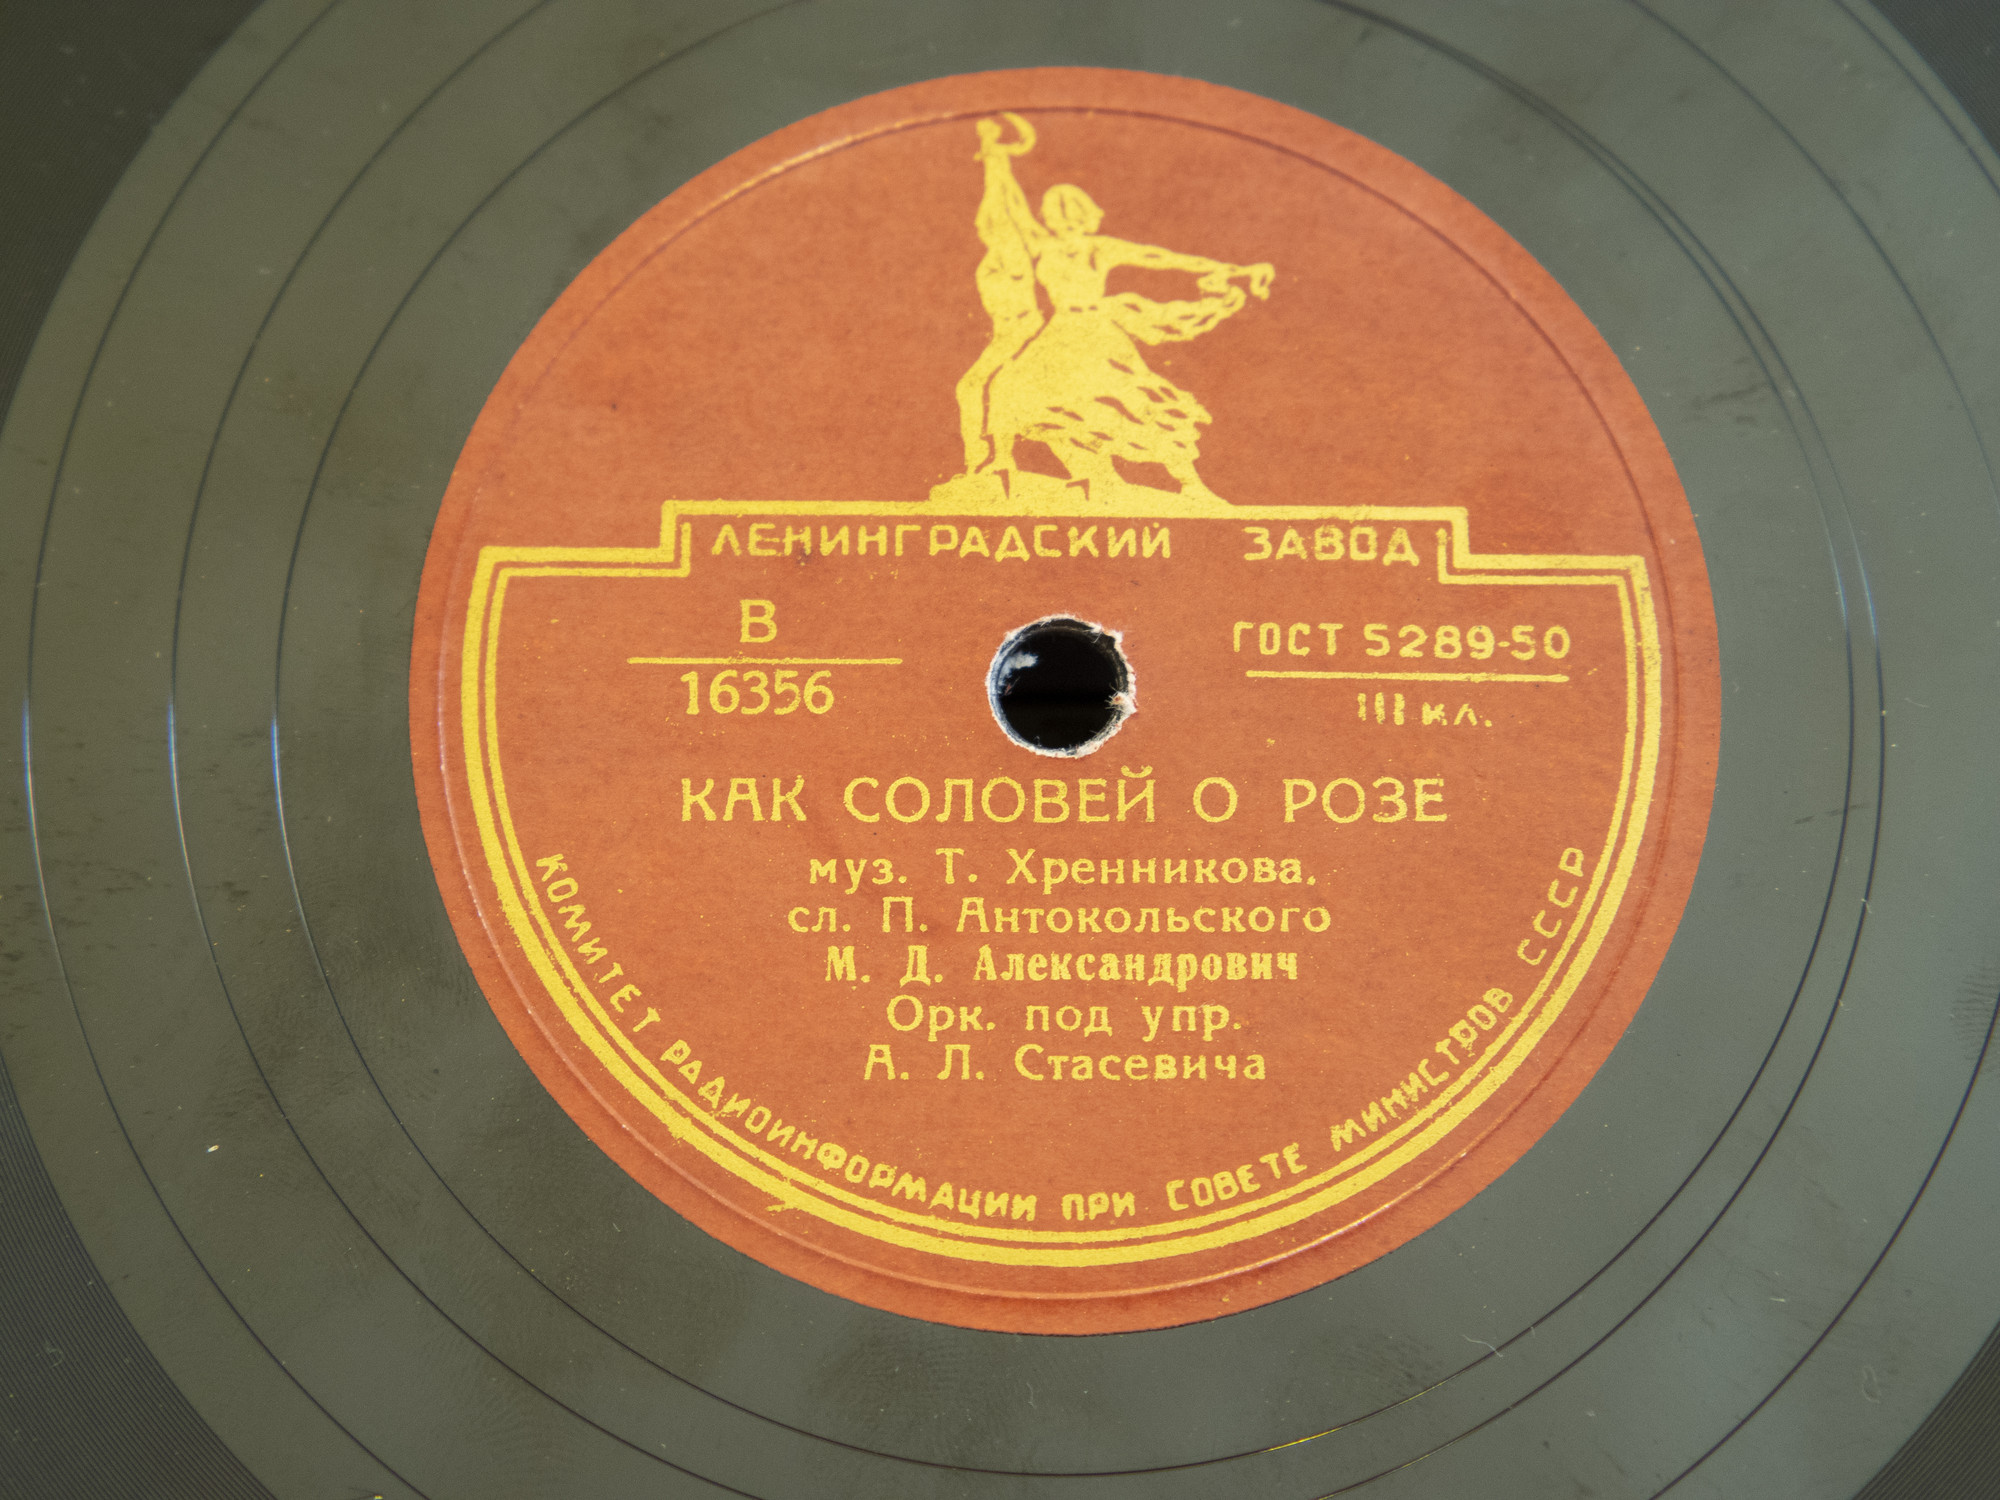 ЛЕНИНГРАДСКИЙ ЗАВОД
В
16356
ГОСТ 5289-50
III кл.
КАК СОЛОВЕЙ О РОЗЕ
муз. Т. Хренникова.
сл. П. Антокольского
М. Д. Александрович
Орк. под упр.
А. Л. Стасевича
КОМИТЕТ РАДИОИНФОРМАЦИИ ПРИ СОВЕТЕ МИНИСТРОВ СССР